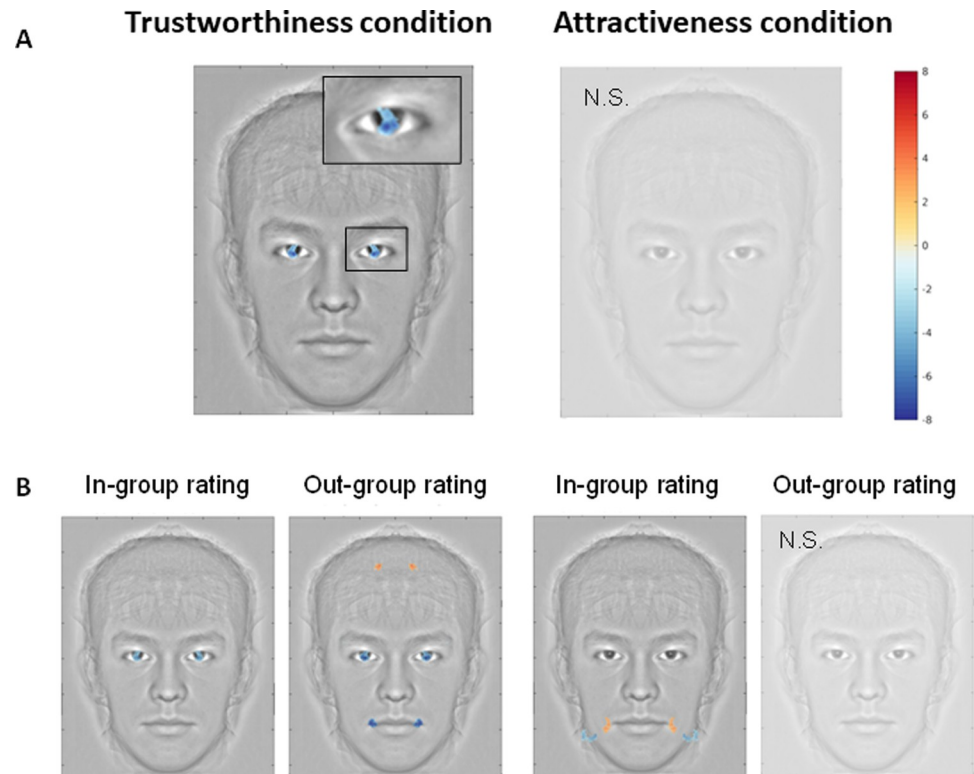 A
Trustworthiness condition
Attractiveness condition
N.S.
8
6
4
2
0
-2
-4
-6
-8
B
In-group rating
Out-group rating
In-group rating
Out-group rating
N.S.